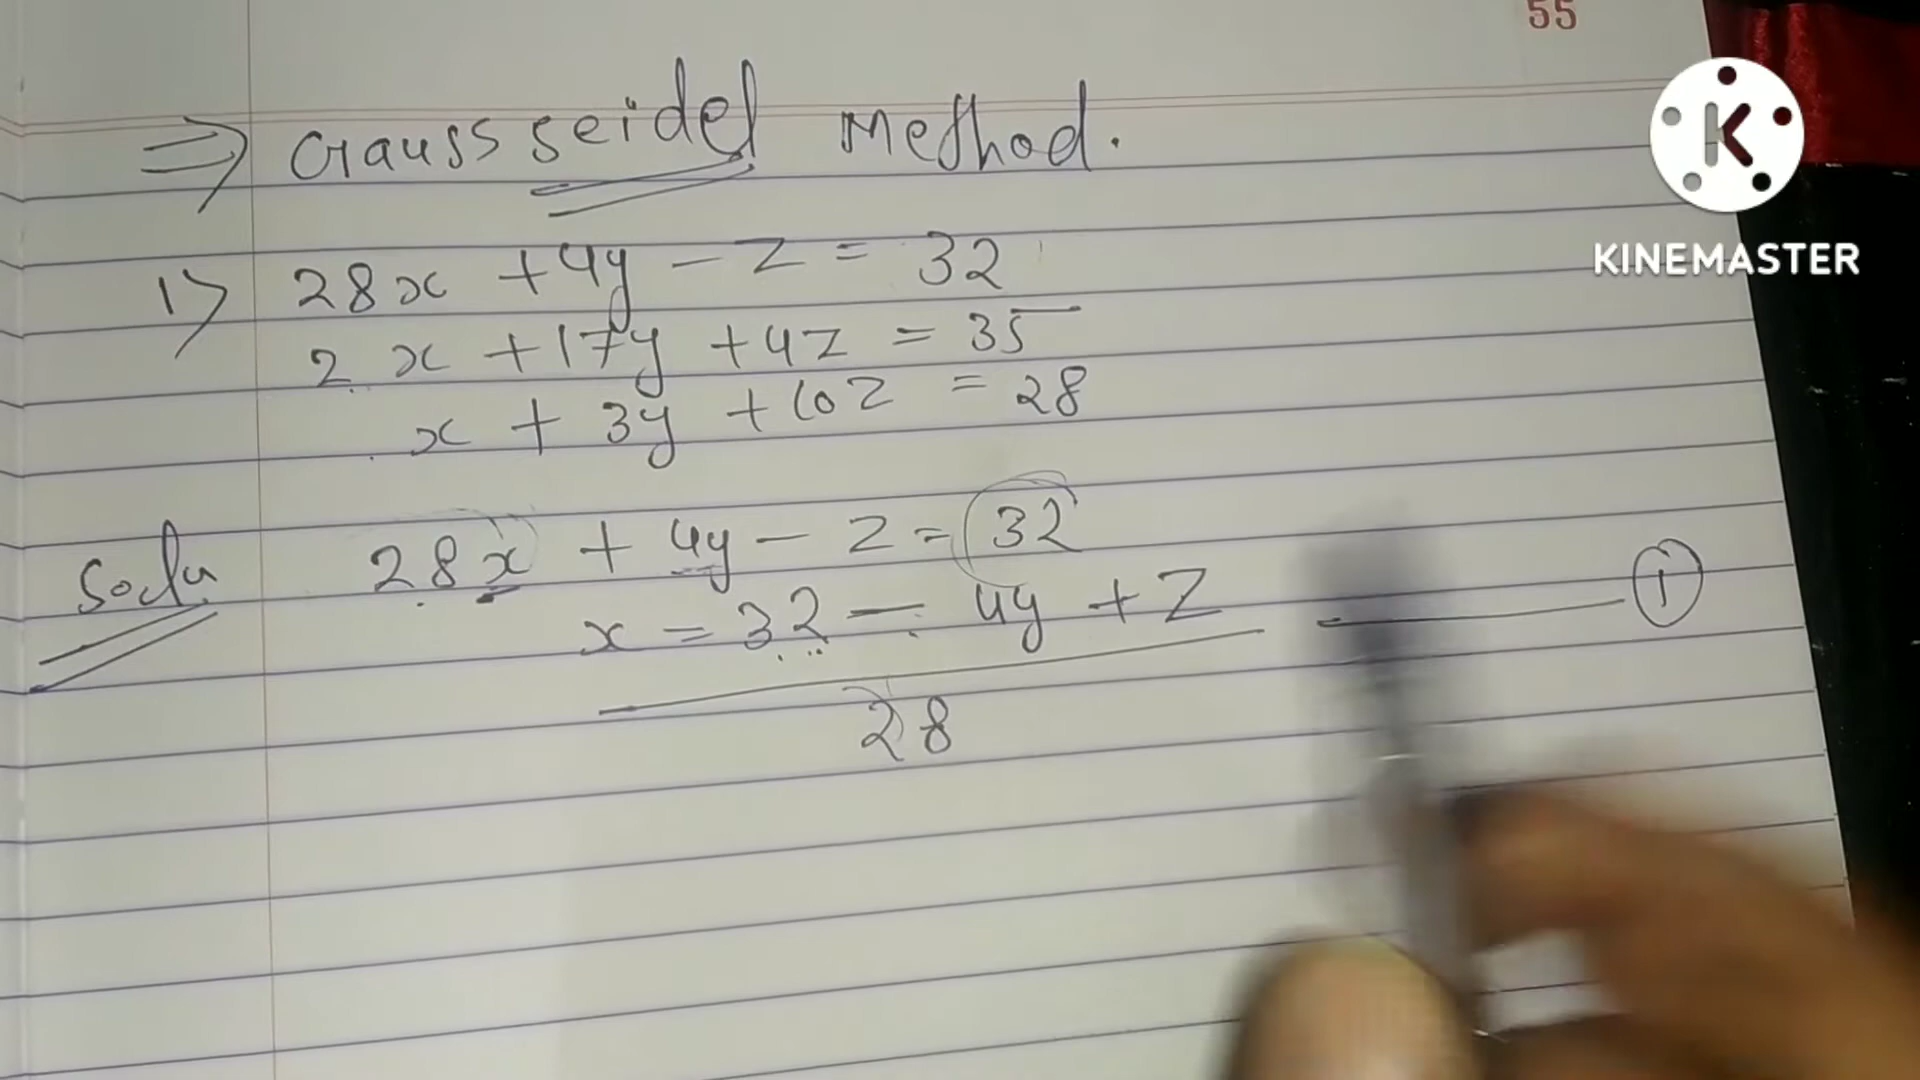 55
⇒ Gauss seidel Method.
KINEMASTER
1> 28x + 4y - z = 32
2x + 17y + 4z = 35
x + 3y + 10z = 28
Soln 28x + 4y - z = 32
x = 32 - 4y + z ——— ①
28